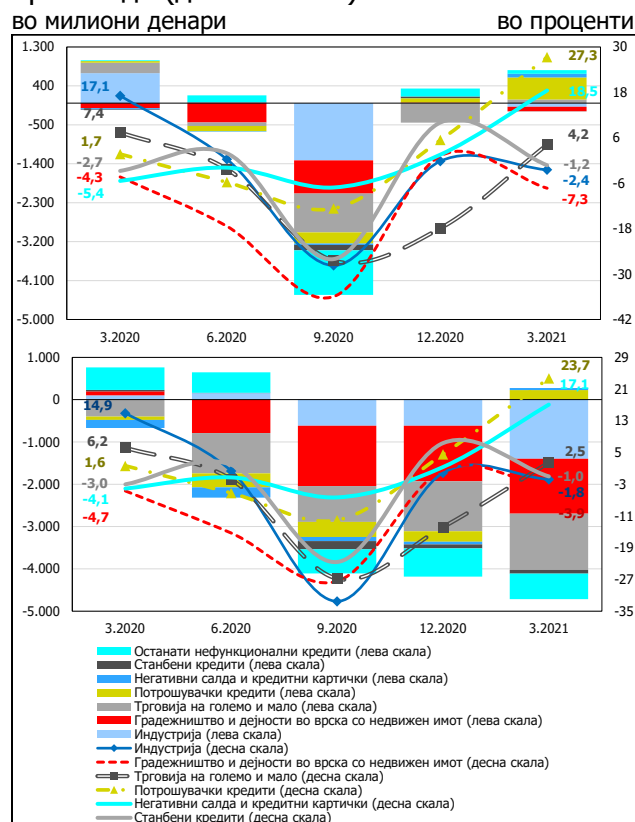 во милиони денари во проценти
1.300 30
27,3
400 17,1 18
18,5
7,4
-500 6
1,7 4,2
-1.400 -2,7 -1,2 -6
-4,3 -2,4
-2.300 -5,4 -7,3
-3.200 -18
-4.100 -30
-5.000 -42
3.2020 6.2020 9.2020 12.2020 3.2021
1.000 29
23,7
17,1 21
0 14,9 13
-1.000 6,2 2,5 5
1,6
-2.000 -3,0 -1,0 -3
-4,1 -1,8
-4,7 -3,9 -11
-3.000
-19
-4.000 -27
-5.000 -35
3.2020 6.2020 9.2020 12.2020 3.2021
Останати нефункционални кредити (лева скала)
Станбени кредити (лева скала)
Негативни салда и кредитни картички (лева скала)
Потрошувачки кредити (лева скала)
Трговија на големо и мало (лева скала)
Градежништво и дејности во врска со недвижен имот (лева скала)
Индустрија (лева скала)
Индустрија (десна скала)
Градежништво и дејности во врска со недвижен имот (десна скала)
Трговија на големо и мало (десна скала)
Потрошувачки кредити (десна скала)
Негативни салда и кредитни картички (десна скала)
Станбени кредити (десна скала)